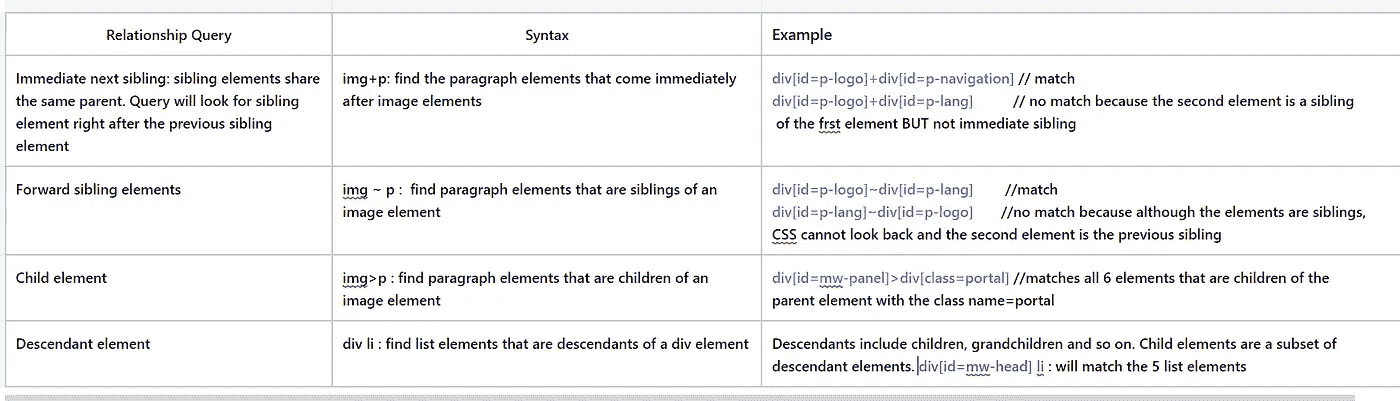 Relationship Query
Syntax
Example
Immediate next sibling: sibling elements share
the same parent. Query will look for sibling
element right after the previous sibling
element
img+p: find the paragraph elements that come immediately
after image elements
div[id=p-logo]+div[id=p-navigation] // match
div[id=p-logo]+div[id=p-lang] // no match because the second element is a sibling
of the frst element BUT not immediate sibling
Forward sibling elements
img ~ p : find paragraph elements that are siblings of an
image element
div[id=p-logo]~div[id=p-lang] //match
div[id=p-lang]~div[id=p-logo] //no match because although the elements are siblings,
CSS cannot look back and the second element is the previous sibling
Child element
img>p : find paragraph elements that are children of an
image element
div[id=mw-panel]>div[class=portal] //matches all 6 elements that are children of the
parent element with the class name=portal
Descendant element
div li : find list elements that are descendants of a div element
Descendants include children, grandchildren and so on. Child elements are a subset of
descendant elements. div[id=mw-head] li : will match the 5 list elements